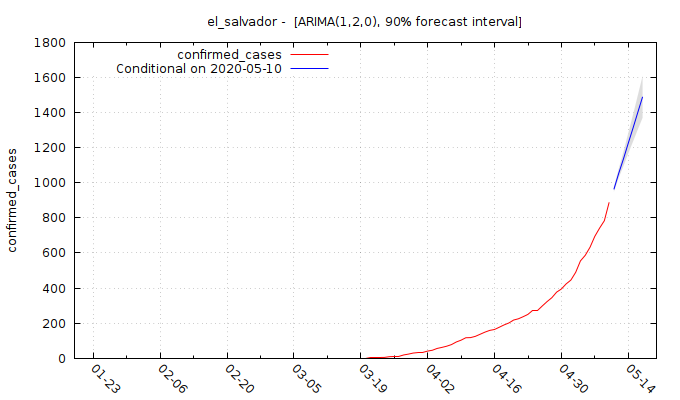 el_salvador -  [ARIMA(1,2,0), 90% forecast interval]
confirmed_cases
Conditional on 2020-05-10
confirmed_cases
1800
1600
1400
1200
1000
800
600
400
200
0
01-23 02-06 02-20 03-05 03-19 04-02 04-16 04-30 05-14